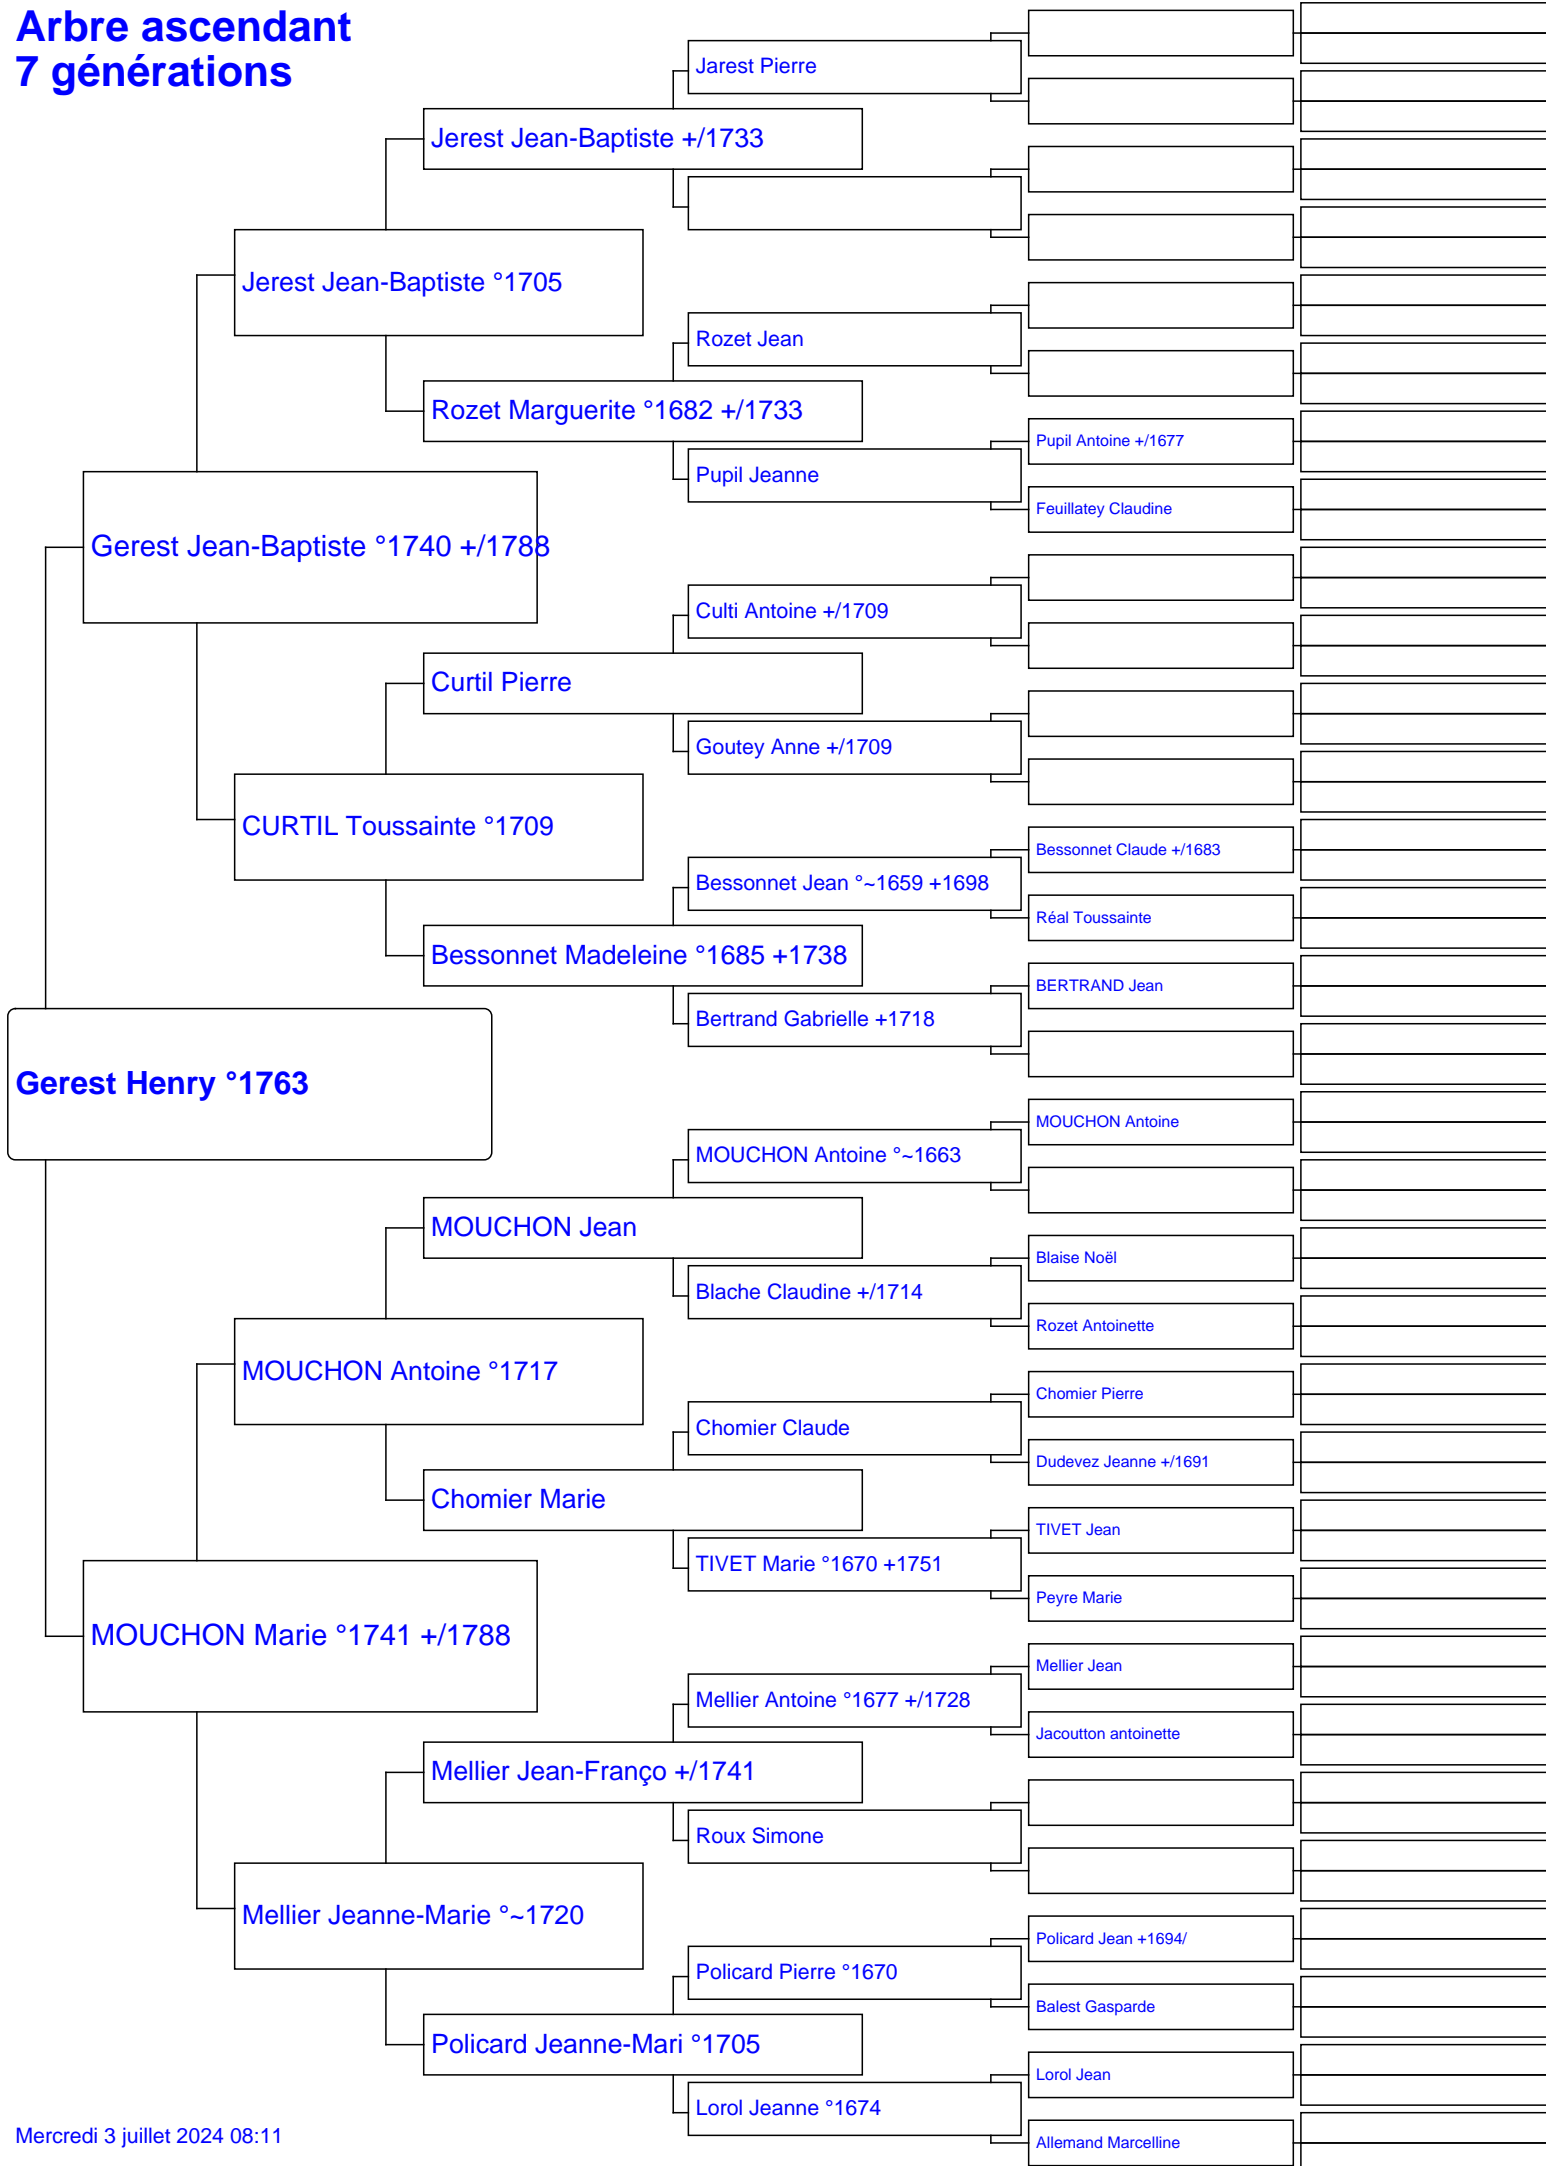 Arbre ascendant
7 générations
Jarest Pierre
Jerest Jean-Baptiste +/1733
Jerest Jean-Baptiste °1705
Rozet Jean
Rozet Marguerite °1682 +/1733
Pupil Antoine +/1677
Pupil Jeanne
Feuillatey Claudine
Gerest Jean-Baptiste °1740 +/1788
Culti Antoine +/1709
Curtil Pierre
Goutey Anne +/1709
CURTIL Toussainte °1709
Bessonnet Claude +/1683
Bessonnet Jean °~1659 +1698
Réal Toussainte
Bessonnet Madeleine °1685 +1738
BERTRAND Jean
Bertrand Gabrielle +1718
Gerest Henry °1763
MOUCHON Antoine
MOUCHON Antoine °~1663
MOUCHON Jean
Blaise Noël
Blache Claudine +/1714
Rozet Antoinette
MOUCHON Antoine °1717
Chomier Pierre
Chomier Claude
Dudevez Jeanne +/1691
Chomier Marie
TIVET Jean
TIVET Marie °1670 +1751
Peyre Marie
MOUCHON Marie °1741 +/1788
Mellier Jean
Mellier Antoine °1677 +/1728
Jacoutton antoinette
Mellier Jean-Franço +/1741
Roux Simone
Mellier Jeanne-Marie °~1720
Policard Jean +1694/
Policard Pierre °1670
Balest Gasparde
Policard Jeanne-Mari °1705
Lorol Jean
Lorol Jeanne °1674
Allemand Marcelline
Mercredi 3 juillet 2024 08:11